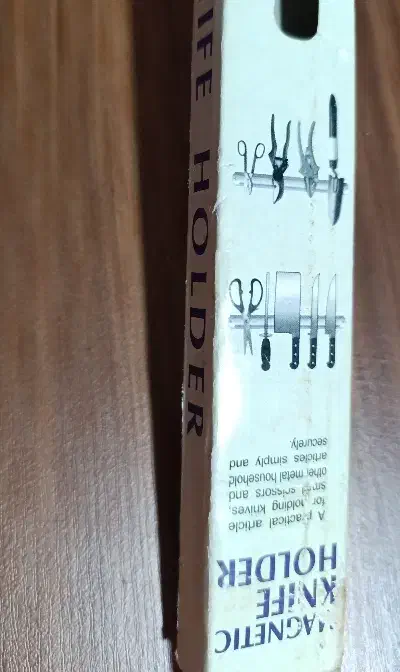 MAGNETIC
KNIFE
HOLDER
A practical article
for holding knives,
small scissors and
other metal household
articles simply and
securely.
IFE HOLDER